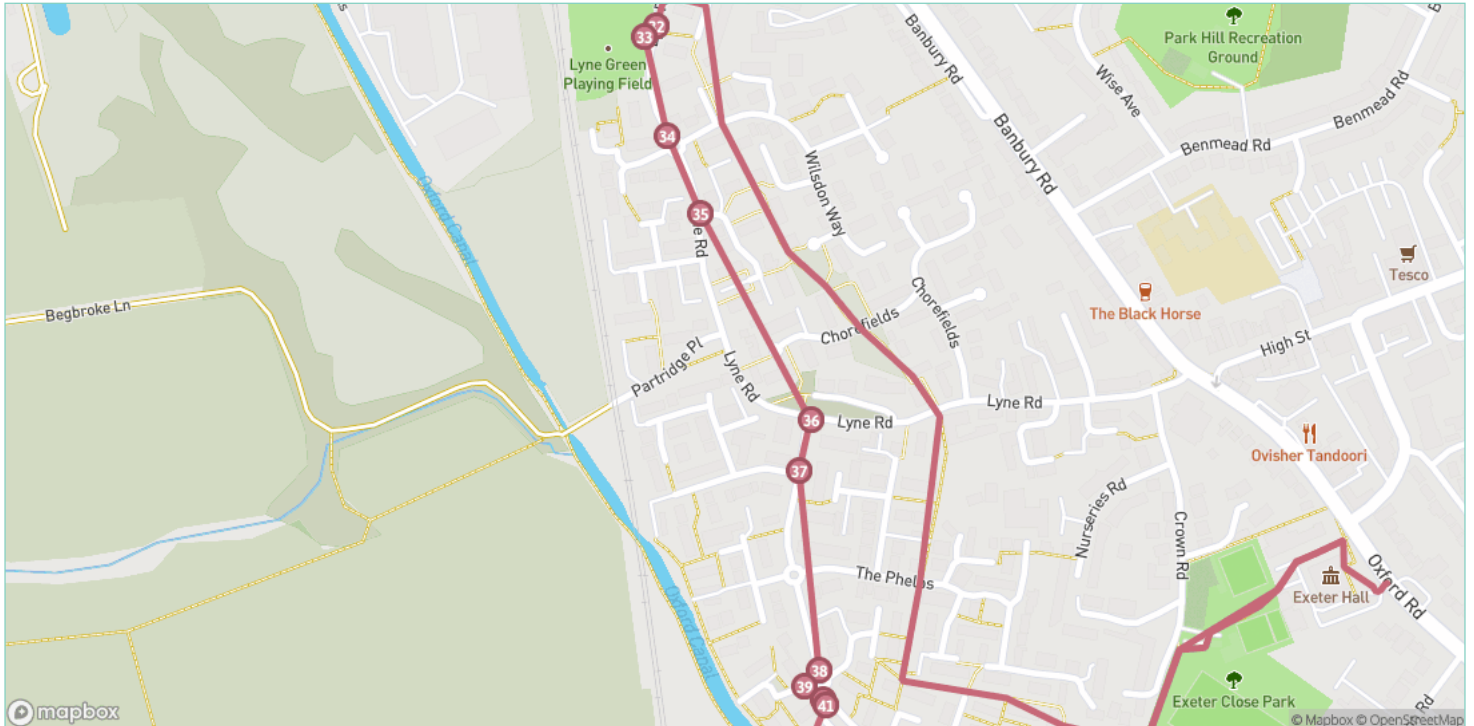 32
33
Lyne Green
Playing Field
Banbury Rd
Park Hill Recreation
Ground
Wise Ave
Benmead Rd
Benmead Rd
Banbury Rd
34
Oxford Canal
Wilsdon Way
35
Tesco
Begbroke Ln
The Black Horse
Chorefields
Chorefields
High St
Partridge Pl
Lyne Rd
Lyne Rd
36
Lyne Rd
Ovisher Tandoori
37
Nurseries Rd
Crown Rd
The Phelps
Oxford Rd
Exeter Hall
Oxford Canal
38
39
41
Exeter Close Park
Oxford Rd
mapbox
© Mapbox © OpenStreetMap